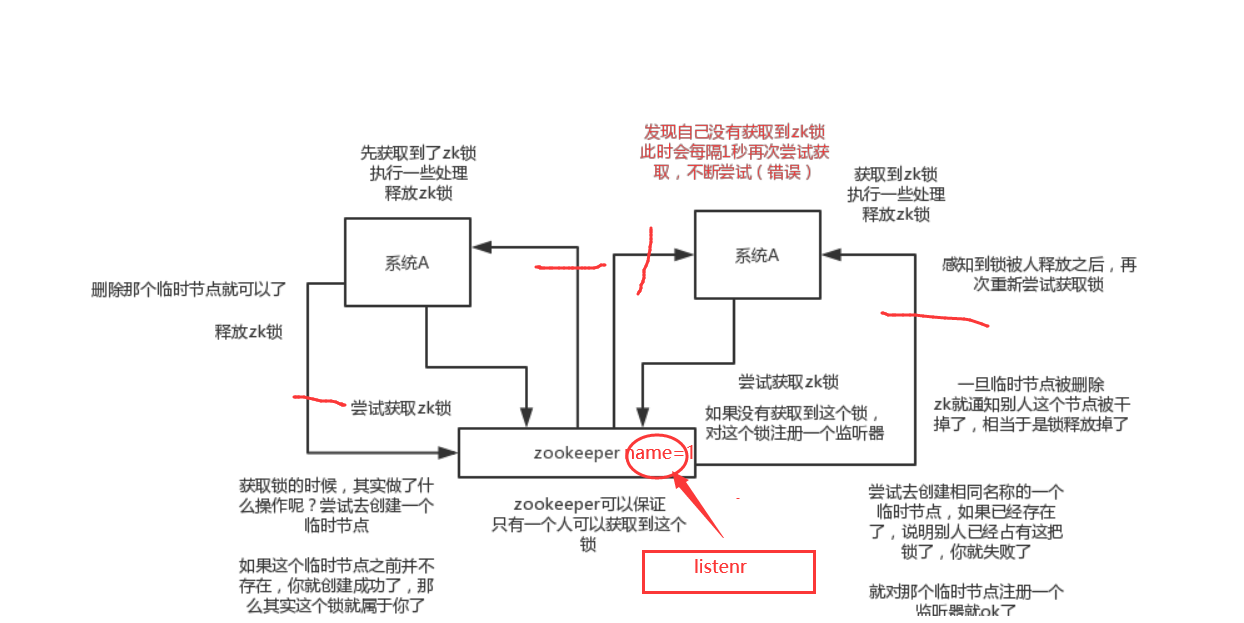 发现自己没有获取到zk锁
此时会每隔1秒再次尝试获
取，不断尝试（错误）
先获取到了zk锁
执行一些处理
释放zk锁
获取到zk锁
执行一些处理
释放zk锁
系统A
系统A
感知到锁被人释放之后，再
次重新尝试获取锁
删除那个临时节点就可以了
释放zk锁
尝试获取zk锁
尝试获取zk锁
如果没有获取到这个锁，
对这个锁注册一个监听器
一旦临时节点被删除
zk就通知别人这个节点被干
掉了，相当于是锁释放掉了
zookeeper name=1
获取锁的时候，其实做了什
么操作呢？尝试去创建一个
临时节点
zookeeper可以保证
只有一个人可以获取到这个
锁
尝试去创建相同名称的一个
临时节点，如果已经存在
了，说明别人已经占有这把
锁了，你就失败了
listenr
如果这个临时节点之前并不
存在，你就创建成功了，那
么其实这个锁就属于你了
就对那个临时节点注册一个
监听器就ok了